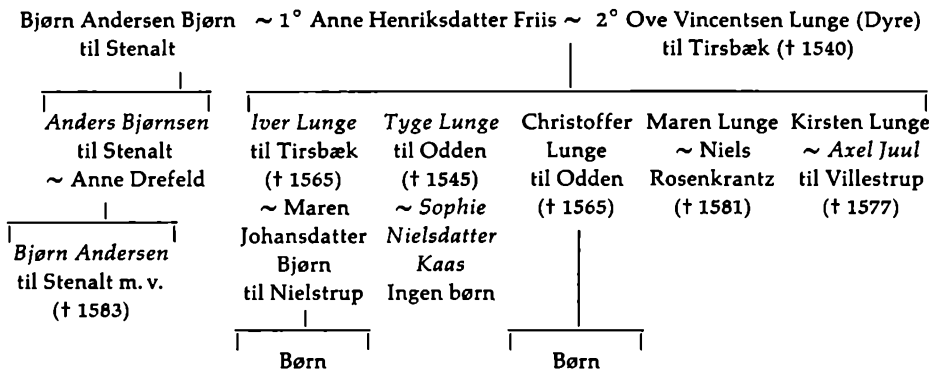 Bjørn Andersen Bjørn ~ 1° Anne Henriksdatter Friis ~ 2° Ove Vincentsen Lunge (Dyre)
til Stenalt
til Tirsbæk († 1540)
Anders Bjørnsen
til Stenalt
~ Anne Drefeld
Bjørn Andersen
til Stenalt m. v.
(† 1583)
Iver Lunge
til Tirsbæk
(† 1565)
~ Maren
Johansdatter
Bjørn
til Nielstrup
Børn
Tyge Lunge
til Odden
(† 1545)
~ Sophie
Nielsdatter
Kaas
Ingen børn
Christoffer
Lunge
til Odden
(† 1565)
Børn
Maren Lunge
~ Niels
Rosenkrantz
(† 1581)
Kirsten Lunge
~ Axel Juul
til Villestrup
(† 1577)